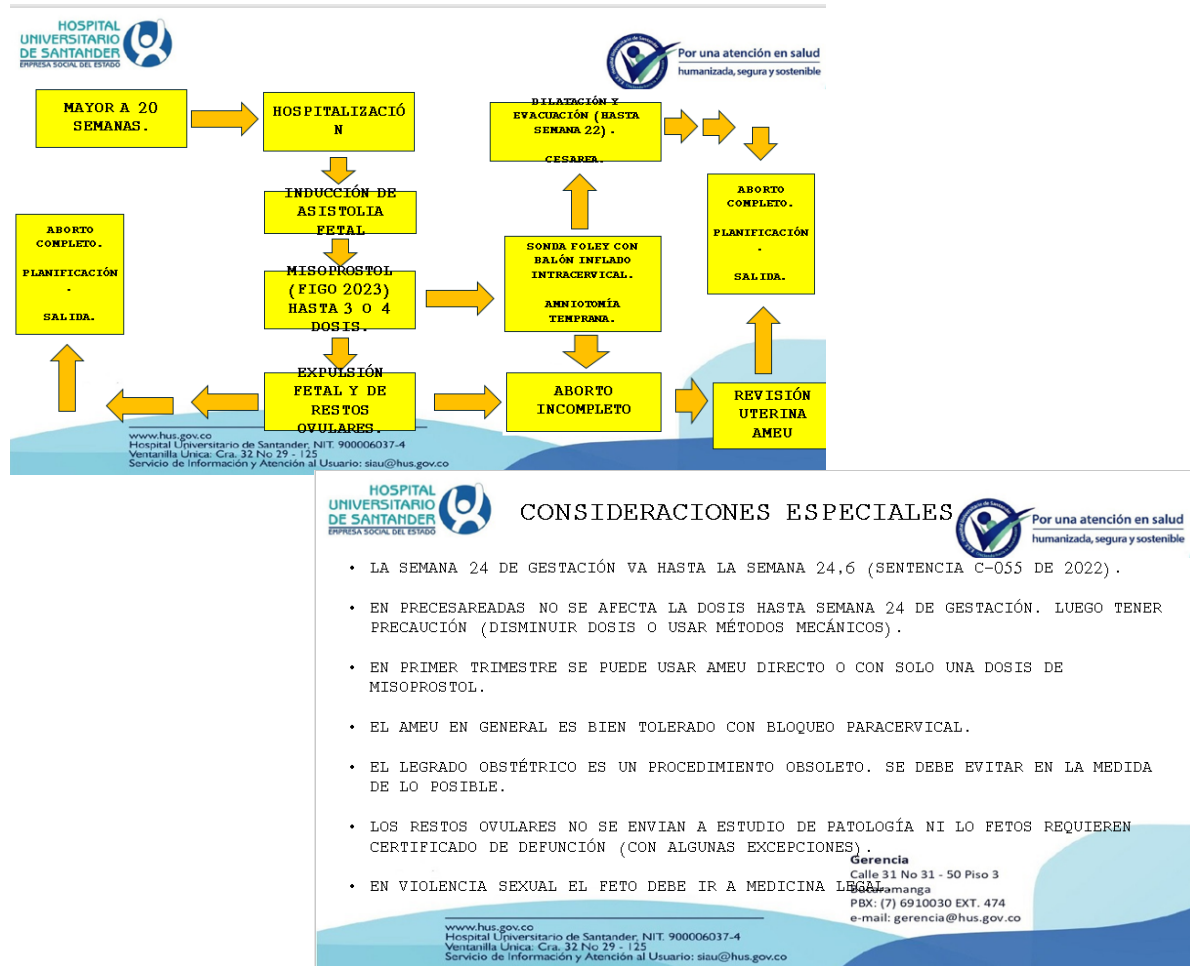 HOSPITAL
UNIVERSITARIO
DE SANTANDER
EMPRESA SOCIAL DEL ESTADO
Por una atención en salud
humanizada, segura y sostenible
MAYOR A 20
SEMANAS.
HOSPITALIZACIÓ
N
DILATACIÓN Y
EVACUACIÓN (HASTA
SEMANA 22).
CESAREA.
INDUCCIÓN DE
ASISTOLIA
FETAL
ABORTO
COMPLETO.
PLANIFICACIÓN
.
SALIDA.
ABORTO
COMPLETO.
PLANIFICACIÓN
.
SALIDA.
MISOPROSTOL
(FIGO 2023)
HASTA 3 O 4
DOSIS.
SONDA FOLEY CON
BALÓN INFLADO
INTRACERVICAL.
AMNIOTOMÍA
TEMPRANA.
EXPULSIÓN
FETAL Y DE
RESTOS
OVULARES.
ABORTO
INCOMPLETO
REVISIÓN
UTERINA
AMEU
www.hus.gov.co
Hospital Universitario de Santander, NIT. 900006037-4
Ventanilla Unica: Cra. 32 No 29 - 125
Servicio de Información y Atención al Usuario: siau@hus.gov.co
HOSPITAL
UNIVERSITARIO
DE SANTANDER
EMPRESA SOCIAL DEL ESTADO
CONSIDERACIONES ESPECIALES
Por una atención en salud
humanizada, segura y sostenible
• LA SEMANA 24 DE GESTACIÓN VA HASTA LA SEMANA 24,6 (SENTENCIA C-055 DE 2022).
• EN PRECESAREADAS NO SE AFECTA LA DOSIS HASTA SEMANA 24 DE GESTACIÓN. LUEGO TENER
PRECAUCIÓN (DISMINUIR DOSIS O USAR MÉTODOS MECÁNICOS).
• EN PRIMER TRIMESTRE SE PUEDE USAR AMEU DIRECTO O CON SOLO UNA DOSIS DE
MISOPROSTOL.
• EL AMEU EN GENERAL ES BIEN TOLERADO CON BLOQUEO PARACERVICAL.
• EL LEGRADO OBSTÉTRICO ES UN PROCEDIMIENTO OBSOLETO. SE DEBE EVITAR EN LA MEDIDA
DE LO POSIBLE.
• LOS RESTOS OVULARES NO SE ENVIAN A ESTUDIO DE PATOLOGÍA NI LO FETOS REQUIEREN
CERTIFICADO DE DEFUNCIÓN (CON ALGUNAS EXCEPCIONES).
• EN VIOLENCIA SEXUAL EL FETO DEBE IR A MEDICINA LEGAL.
Gerencia
Calle 31 No 31 - 50 Piso 3
Bucaramanga
PBX: (7) 6910030 EXT. 474
e-mail: gerencia@hus.gov.co
www.hus.gov.co
Hospital Universitario de Santander, NIT. 900006037-4
Ventanilla Unica: Cra. 32 No 29 - 125
Servicio de Información y Atención al Usuario: siau@hus.gov.co